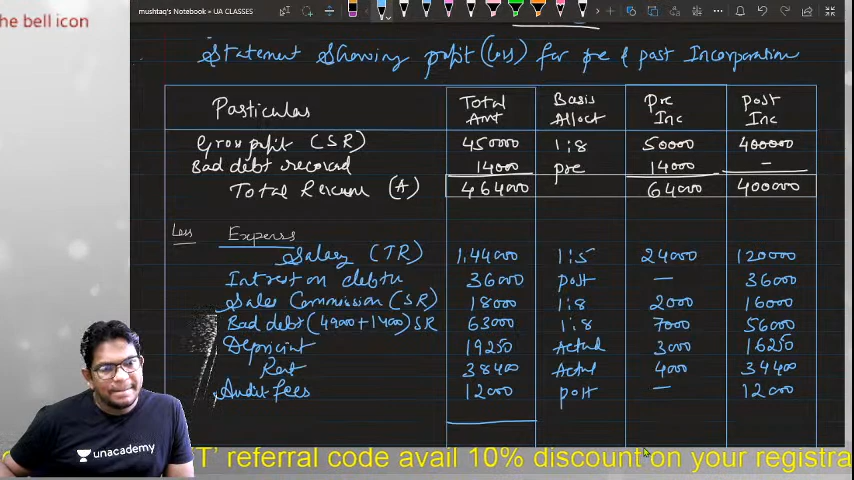 he bell icon
mushtaq's Notebook » UA CLASSES
Statement Showing profit (loss) for pre & post Incorporation
Particulars Total Amt Basis Alloct Pre Inc post Inc
Gross profit (SR) 450000 1:8 50000 400000
Bad debt recovered 14000 pre 14000 -
Total Revenue (A) 464000 64000 400000
Less Expenses
Salary (TR) 1,44000 1:5 24000 120000
Interest on debtu 36000 post - 36000
Sales Commission (SR) 18000 1:8 2000 16000
Bad debt (49000+14000) SR 63000 1:8 7000 56000
Depriciat 19250 Actual 3000 16250
Rent 38400 Actual 4000 34400
Audit fees 12000 post - 12000
unacademy
T' referral code avail 10% discount on your registra